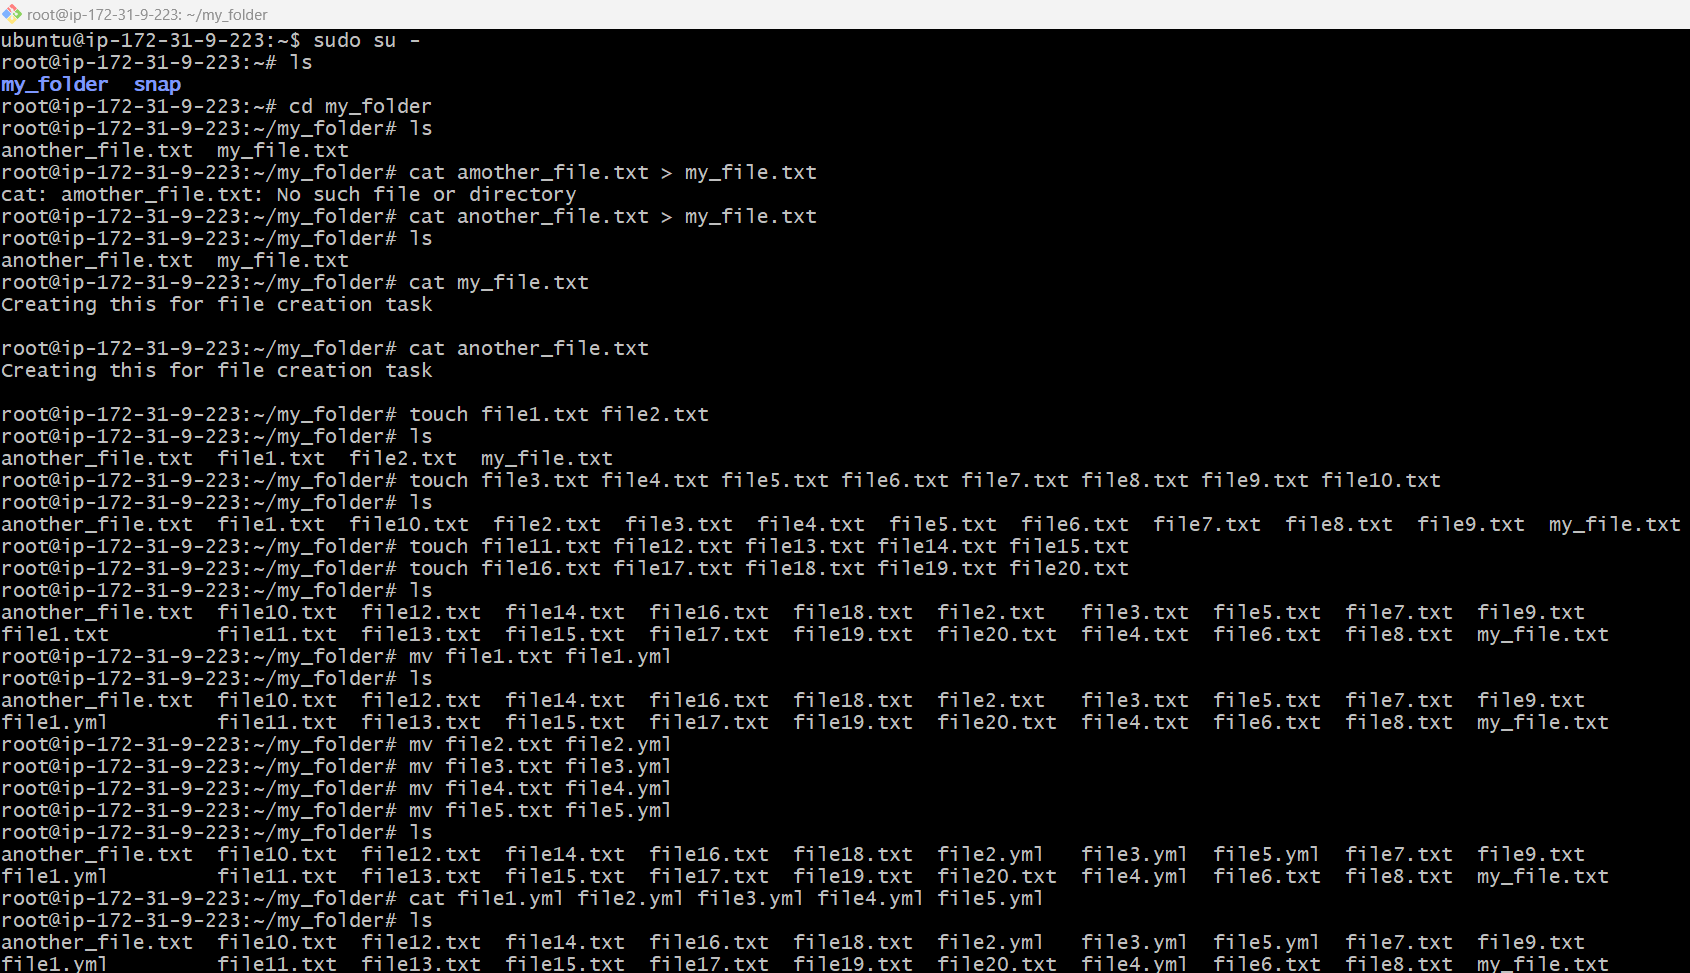 root@ip-172-31-9-223: ~/my_folder
ubuntu@ip-172-31-9-223:~$ sudo su -
root@ip-172-31-9-223:~# ls
my_folder  snap
root@ip-172-31-9-223:~# cd my_folder
root@ip-172-31-9-223:~/my_folder# ls
another_file.txt  my_file.txt
root@ip-172-31-9-223:~/my_folder# cat amother_file.txt > my_file.txt
cat: amother_file.txt: No such file or directory
root@ip-172-31-9-223:~/my_folder# cat another_file.txt > my_file.txt
root@ip-172-31-9-223:~/my_folder# ls
another_file.txt  my_file.txt
root@ip-172-31-9-223:~/my_folder# cat my_file.txt
Creating this for file creation task
root@ip-172-31-9-223:~/my_folder# cat another_file.txt
Creating this for file creation task
root@ip-172-31-9-223:~/my_folder# touch file1.txt file2.txt
root@ip-172-31-9-223:~/my_folder# ls
another_file.txt  file1.txt  file2.txt  my_file.txt
root@ip-172-31-9-223:~/my_folder# touch file3.txt file4.txt file5.txt file6.txt file7.txt file8.txt file9.txt file10.txt
root@ip-172-31-9-223:~/my_folder# ls
another_file.txt  file1.txt  file10.txt  file2.txt  file3.txt  file4.txt  file5.txt  file6.txt  file7.txt  file8.txt  file9.txt  my_file.txt
root@ip-172-31-9-223:~/my_folder# touch file11.txt file12.txt file13.txt file14.txt file15.txt
root@ip-172-31-9-223:~/my_folder# touch file16.txt file17.txt file18.txt file19.txt file20.txt
root@ip-172-31-9-223:~/my_folder# ls
another_file.txt  file10.txt  file12.txt  file14.txt  file16.txt  file18.txt  file2.txt   file3.txt  file5.txt  file7.txt  file9.txt
file1.txt         file11.txt  file13.txt  file15.txt  file17.txt  file19.txt  file20.txt  file4.txt  file6.txt  file8.txt  my_file.txt
root@ip-172-31-9-223:~/my_folder# mv file1.txt file1.yml
root@ip-172-31-9-223:~/my_folder# ls
another_file.txt  file10.txt  file12.txt  file14.txt  file16.txt  file18.txt  file2.txt   file3.txt  file5.txt  file7.txt  file9.txt
file1.yml         file11.txt  file13.txt  file15.txt  file17.txt  file19.txt  file20.txt  file4.txt  file6.txt  file8.txt  my_file.txt
root@ip-172-31-9-223:~/my_folder# mv file2.txt file2.yml
root@ip-172-31-9-223:~/my_folder# mv file3.txt file3.yml
root@ip-172-31-9-223:~/my_folder# mv file4.txt file4.yml
root@ip-172-31-9-223:~/my_folder# mv file5.txt file5.yml
root@ip-172-31-9-223:~/my_folder# ls
another_file.txt  file10.txt  file12.txt  file14.txt  file16.txt  file18.txt  file2.yml   file3.yml  file5.yml  file7.txt  file9.txt
file1.yml         file11.txt  file13.txt  file15.txt  file17.txt  file19.txt  file20.txt  file4.yml  file6.txt  file8.txt  my_file.txt
root@ip-172-31-9-223:~/my_folder# cat file1.yml file2.yml file3.yml file4.yml file5.yml
root@ip-172-31-9-223:~/my_folder# ls
another_file.txt  file10.txt  file12.txt  file14.txt  file16.txt  file18.txt  file2.yml   file3.yml  file5.yml  file7.txt  file9.txt
file1.yml         file11.txt  file13.txt  file15.txt  file17.txt  file19.txt  file20.txt  file4.yml  file6.txt  file8.txt  my_file.txt